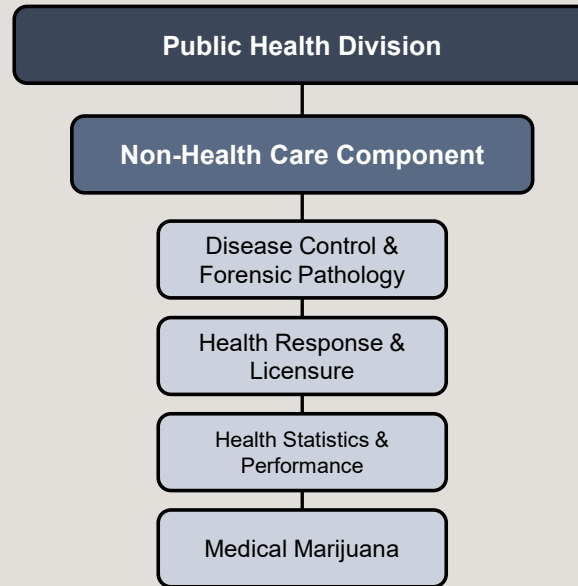 Public Health Division
Non-Health Care Component
Disease Control &
Forensic Pathology
Health Response &
Licensure
Health Statistics &
Performance
Medical Marijuana